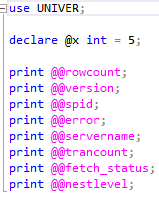 use UNIVER;
declare @x int = 5;
print @@rowcount;
print @@version;
print @@spid;
print @@error;
print @@servername;
print @@trancount;
print @@fetch_status;
print @@nestlevel;